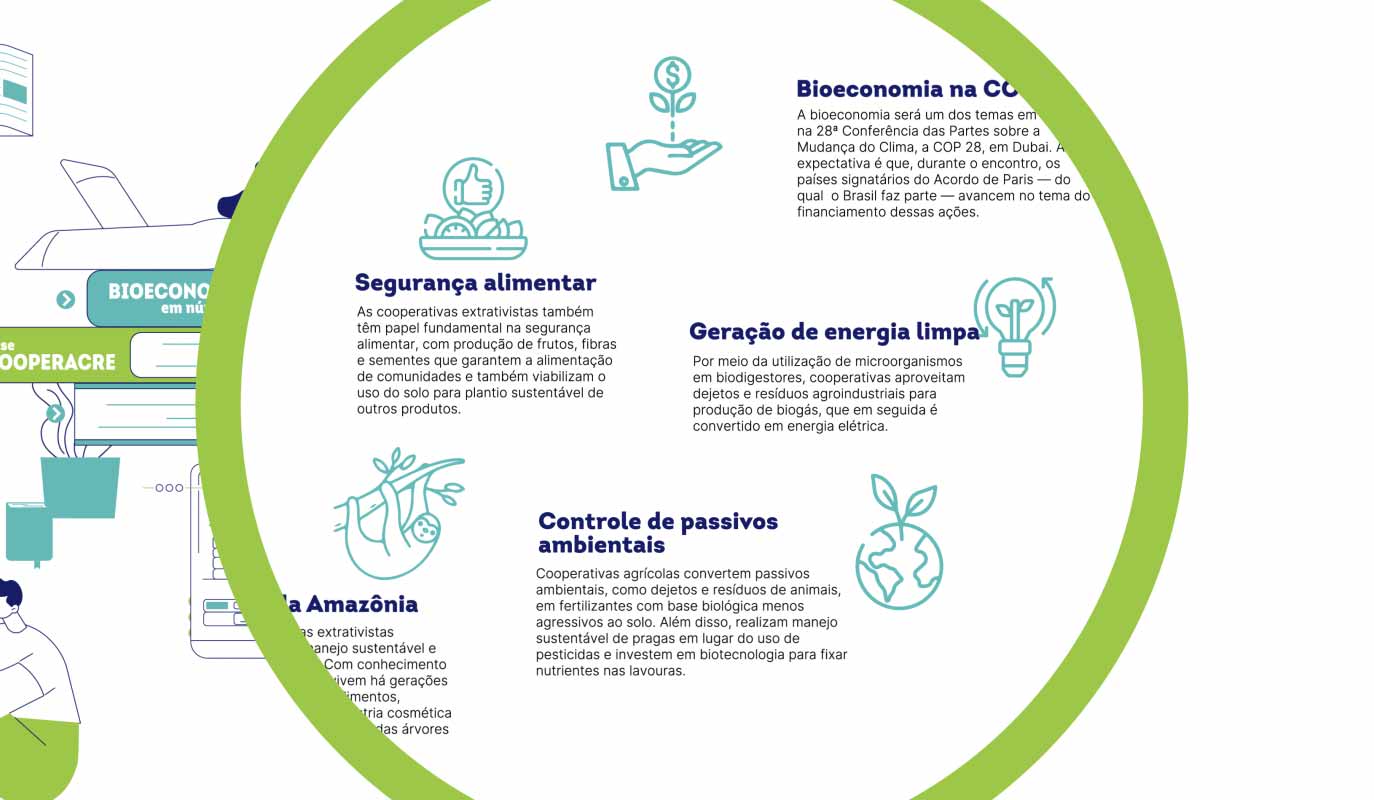 Bioeconomia na CO
A bioeconomia será um dos temas em
na 28ª Conferência das Partes sobre a
Mudança do Clima, a COP 28, em Dubai. A
expectativa é que, durante o encontro, os
países signatários do Acordo de Paris — do
qual o Brasil faz parte — avancem no tema do
financiamento dessas ações.
Segurança alimentar
As cooperativas extrativistas também
têm papel fundamental na segurança
alimentar, com produção de frutos, fibras
e sementes que garantem a alimentação
de comunidades e também viabilizam o
uso do solo para plantio sustentável de
outros produtos.
BIOECONO
em nú
se
OOPERACRE
Geração de energia limpa
Por meio da utilização de microorganismos
em biodigestores, cooperativas aproveitam
dejetos e resíduos agroindustriais para
produção de biogás, que em seguida é
convertido em energia elétrica.
Controle de passivos
ambientais
Cooperativas agrícolas convertem passivos
ambientais, como dejetos e resíduos de animais,
em fertilizantes com base biológica menos
agressivos ao solo. Além disso, realizam manejo
sustentável de pragas em lugar do uso de
pesticidas e investem em biotecnologia para fixar
nutrientes nas lavouras.
da Amazônia
as extrativistas
manejo sustentável e
Com conhecimento
vivem há gerações
limentos,
stria cosmética
das árvores